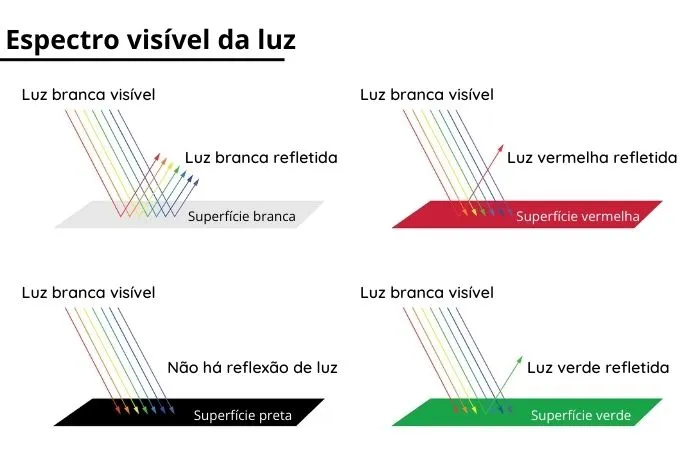 Espectro visível da luz
Luz branca visível
Luz branca refletida
Superfície branca
Luz branca visível
Luz vermelha refletida
Superfície vermelha
Luz branca visível
Não há reflexão de luz
Superfície preta
Luz branca visível
Luz verde refletida
Superfície verde